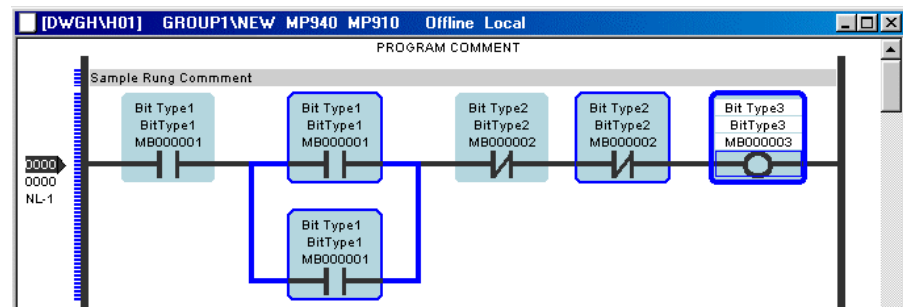 [DWGH\H01] GROUP1\NEW MP940 MP910 Offline Local
PROGRAM COMMENT
Sample Rung Commment
Bit Type1
BitType1
MB000001
Bit Type1
BitType1
MB000001
Bit Type2
BitType2
MB000002
Bit Type2
BitType2
MB000002
Bit Type3
BitType3
MB000003
0000
0000
NL-1
Bit Type1
BitType1
MB000001